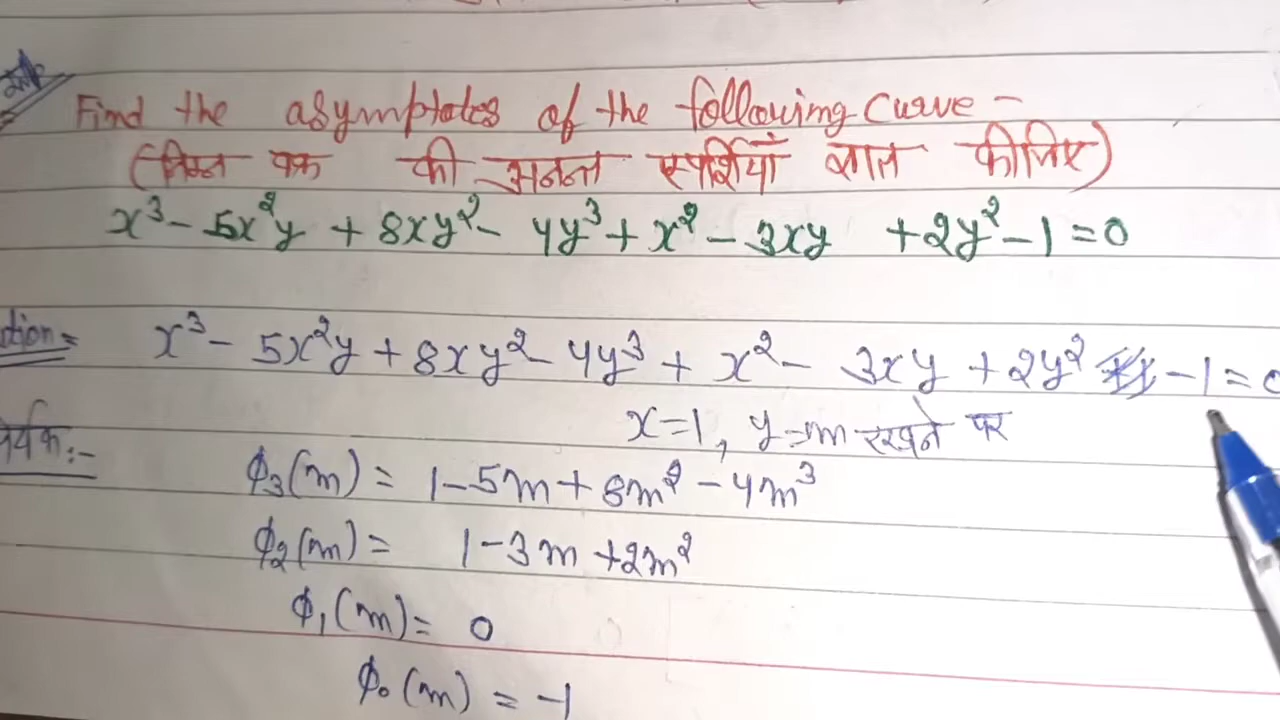 Find the asymptotes of the following Curve -
(निम्न वक्र की अनन्त स्पर्शियाँ ज्ञात कीजिए)
x³ - 5x²y + 8xy² - 4y³ + x² - 3xy + 2y² - 1 = 0
x³ - 5x²y + 8xy² - 4y³ + x² - 3xy + 2y² - 1 = 0
x=1, y=m रखने पर
ϕ₃(m) = 1-5m+8m²-4m³
ϕ₂(m) = 1-3m+2m²
ϕ₁(m) = 0
ϕ₀(m) = -1